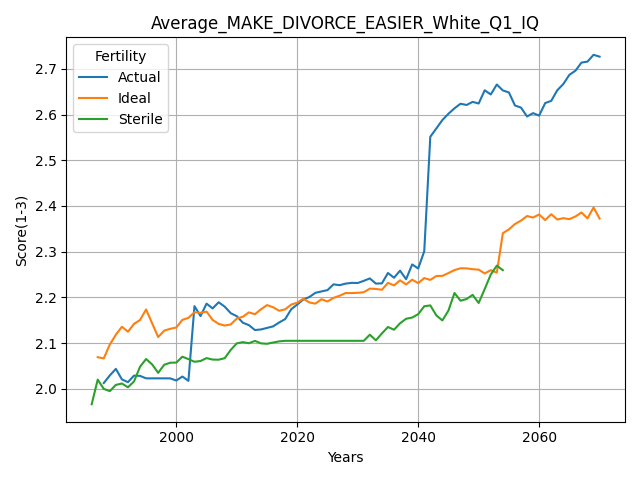 Average_MAKE_DIVORCE_EASIER_White_Q1_IQ
Fertility
Actual
Ideal
Sterile
Score(1-3)
2.7
2.6
2.5
2.4
2.3
2.2
2.1
2.0
2000
2020
2040
2060
Years